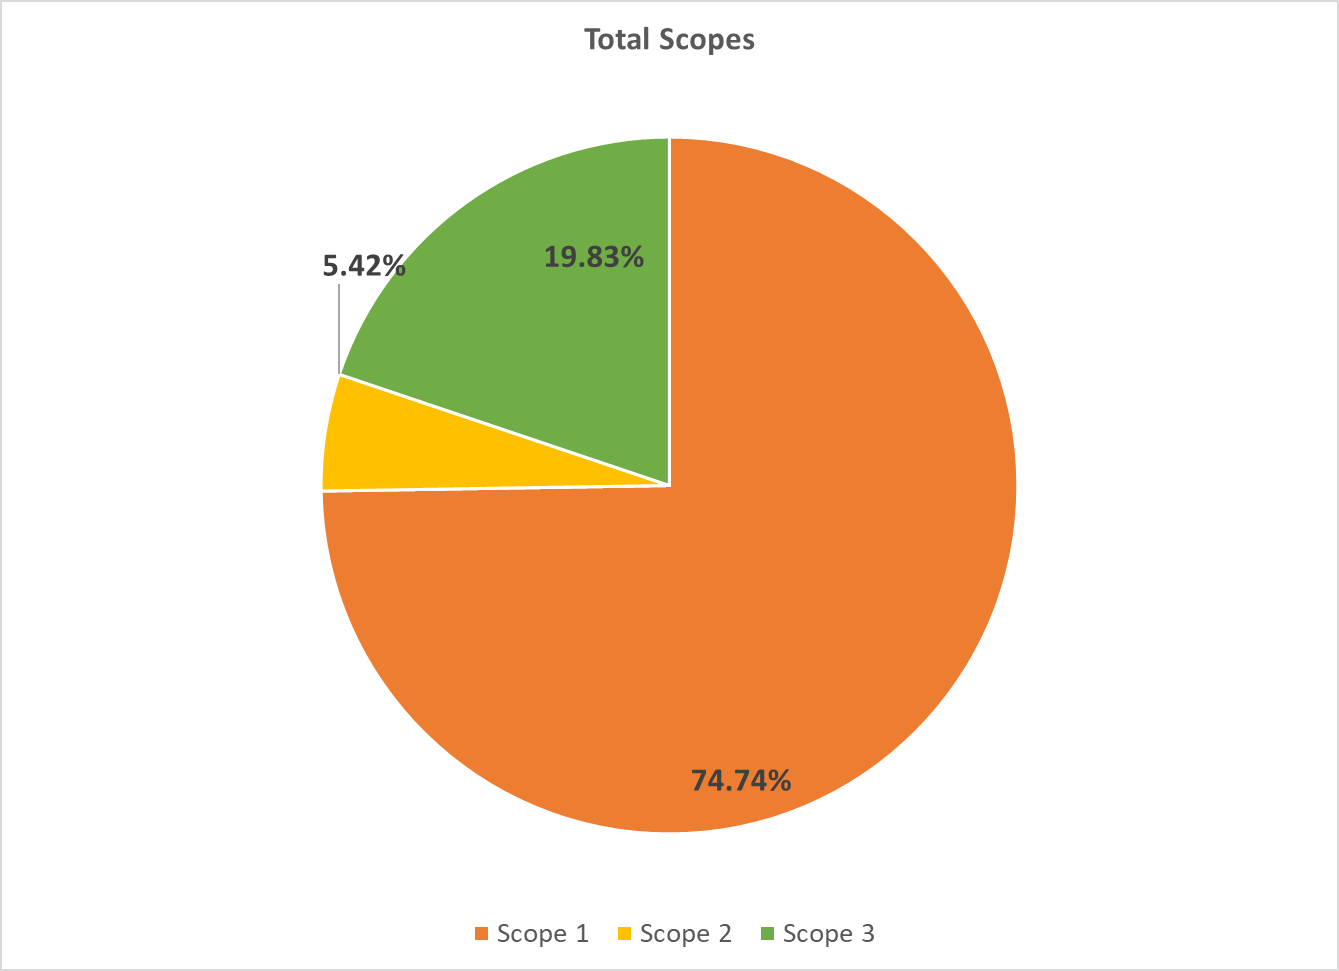 Total Scopes
19.83%
5.42%
74.74%
Scope 1 Scope 2 Scope 3